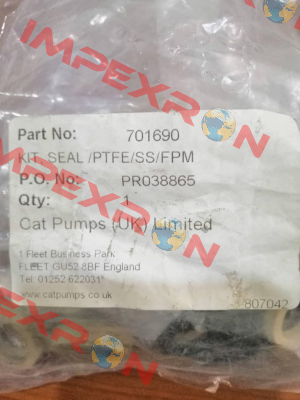 IMPEXRON
Part No: 701690
KIT, SEAL /PTFE/SS/FPM
P.O. No: PR038865
Qty: 1
Cat Pumps (UK) Limited
1 Fleet Business Park
FLEET GU52 8BF England
Tel: 01252 622031
www.catpumps.co.uk
807042
IMPEXRON